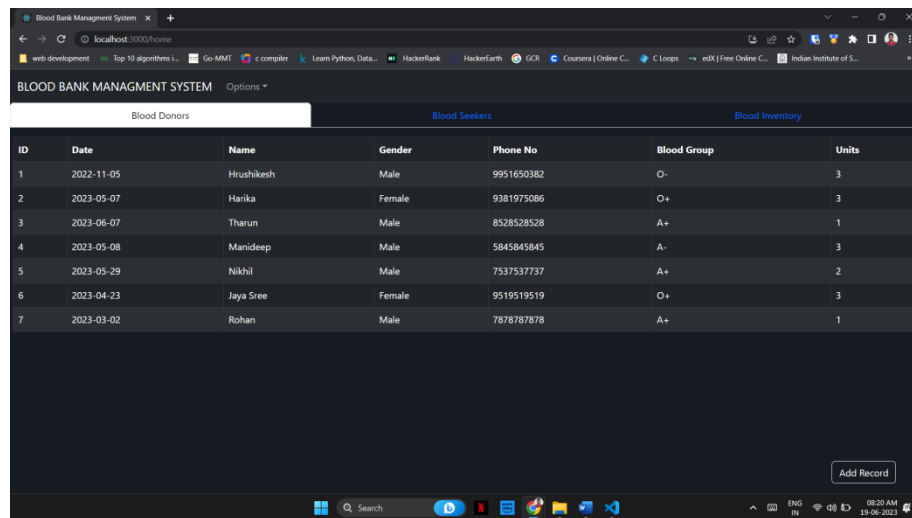 Blood Bank Managment System
localhost:3000/home
web development Top 10 algorithms i... Go-MMT c compiler Learn Python, Data... HackerRank HackerEarth GCR Coursera | Online C... C Loops edX | Free Online C... Indian Institute of S...
BLOOD BANK MANAGMENT SYSTEM Options
Blood Donors Blood Seekers Blood Inventory
ID Date Name Gender Phone No Blood Group Units
1 2022-11-05 Hrushikesh Male 9951650382 O- 3
2 2023-05-07 Harika Female 9381975086 O+ 3
3 2023-06-07 Tharun Male 8528528528 A+ 1
4 2023-05-08 Manideep Male 5845845845 A- 3
5 2023-05-29 Nikhil Male 7537537737 A+ 2
6 2023-04-23 Jaya Sree Female 9519519519 O+ 3
7 2023-03-02 Rohan Male 7878787878 A+ 1
Add Record
Search ENG 08:20 AM
IN 19-06-2023